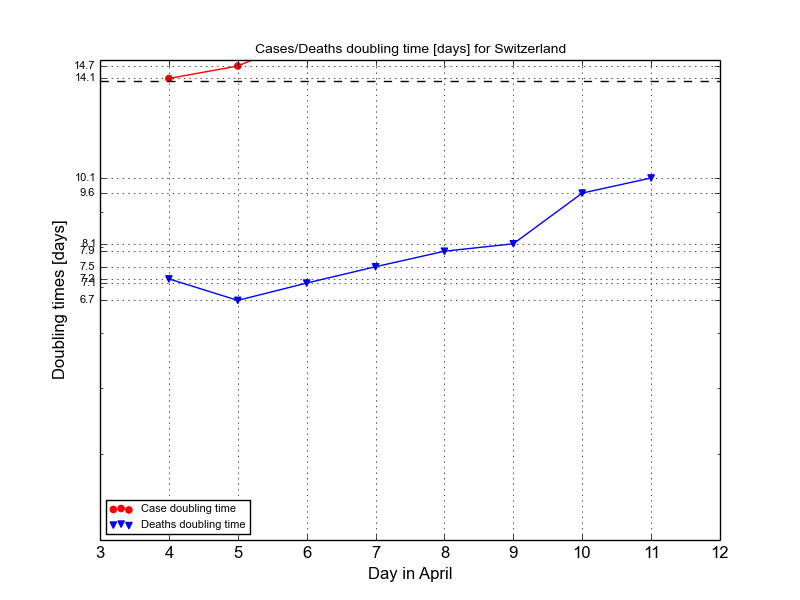 Cases/Deaths doubling time [days] for Switzerland
14.7
14.1
10.1
9.6
8.1
7.9
7.5
7.2
7.1
6.7
Doubling times [days]
Case doubling time
Deaths doubling time
3 4 5 6 7 8 9 10 11 12
Day in April